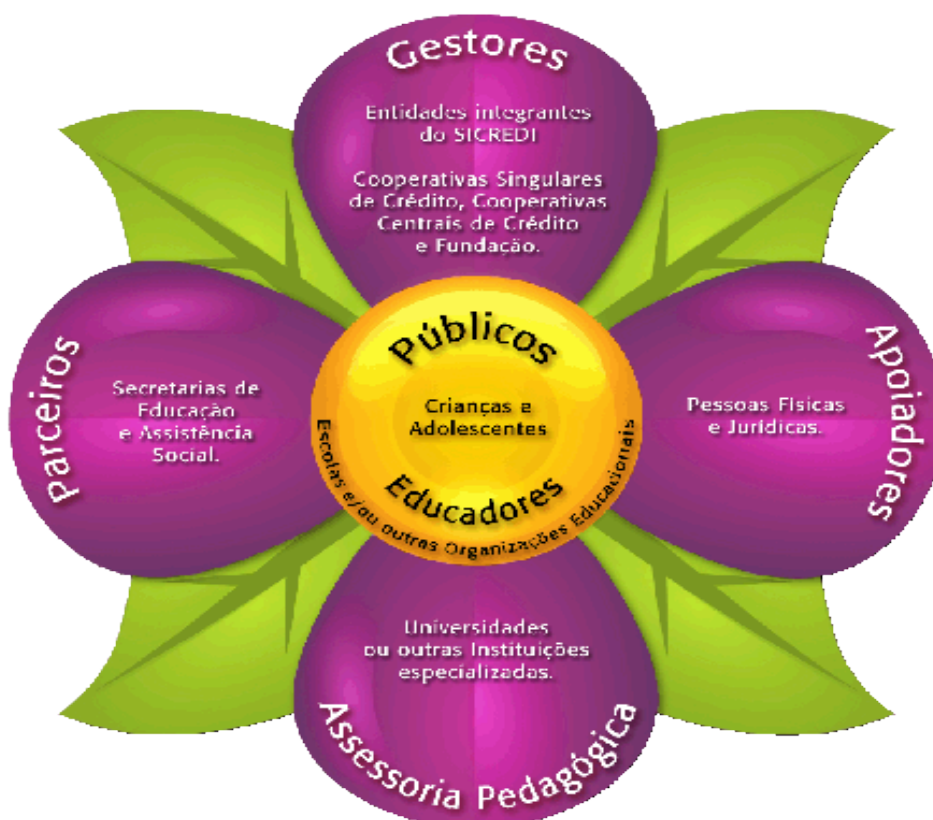 Gestores
Entidades integrantes
do SICREDI
Cooperativas Singulares
de Crédito, Cooperativas
Centrais de Crédito
e Fundação.
Parceiros
Secretarias de
Educação
e Assistência
Social.
Públicos
Crianças e
Adolescentes
Educadores
Escolas e/ou outras Organizações Educacionais
Apoiadores
Pessoas Físicas
e Jurídicas.
Universidades
ou outras Instituições
especializadas.
Assessoria Pedagógica